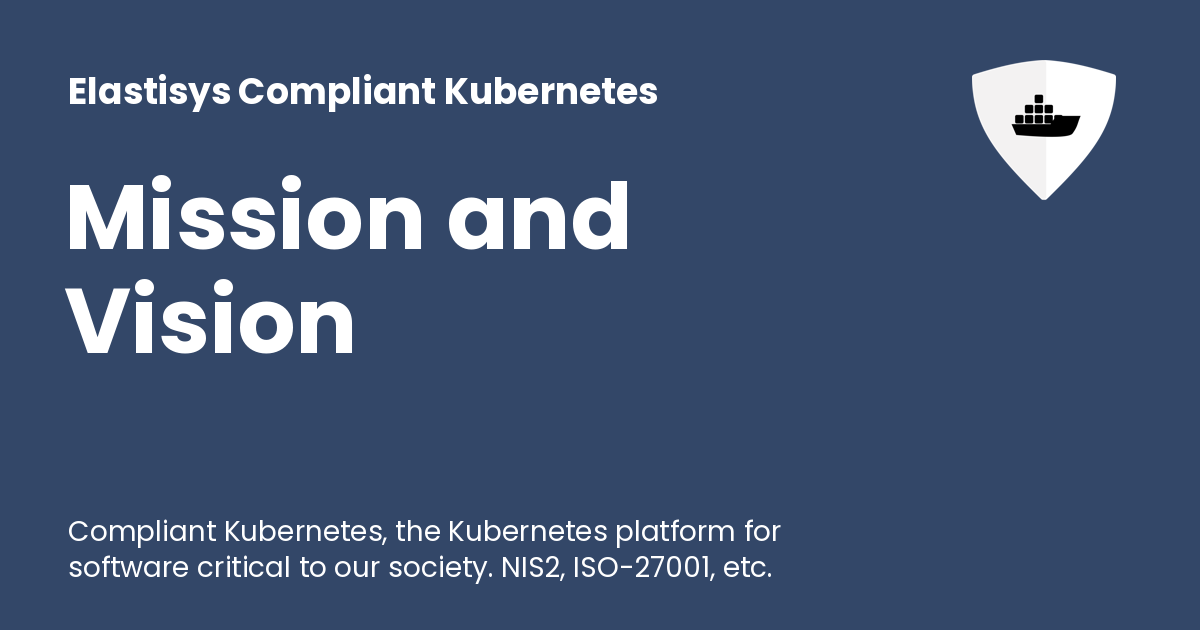 Elastisys Compliant Kubernetes
Mission and
Vision
Compliant Kubernetes, the Kubernetes platform for
software critical to our society. NIS2, ISO-27001, etc.